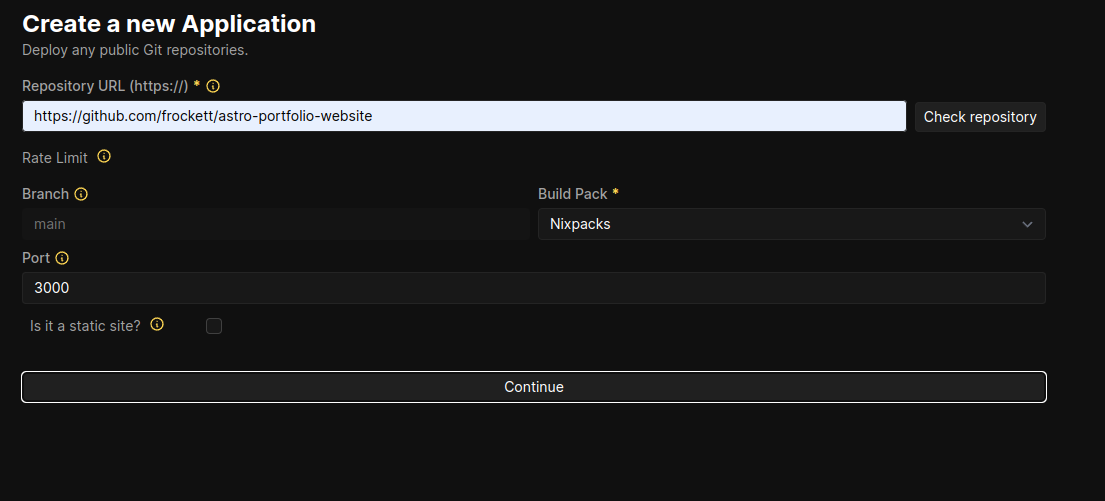 Create a new Application
Deploy any public Git repositories.
Repository URL (https://) *
https://github.com/frockett/astro-portfolio-website
Check repository
Rate Limit
Branch
Build Pack *
main
Nixpacks
Port
3000
Is it a static site?
Continue